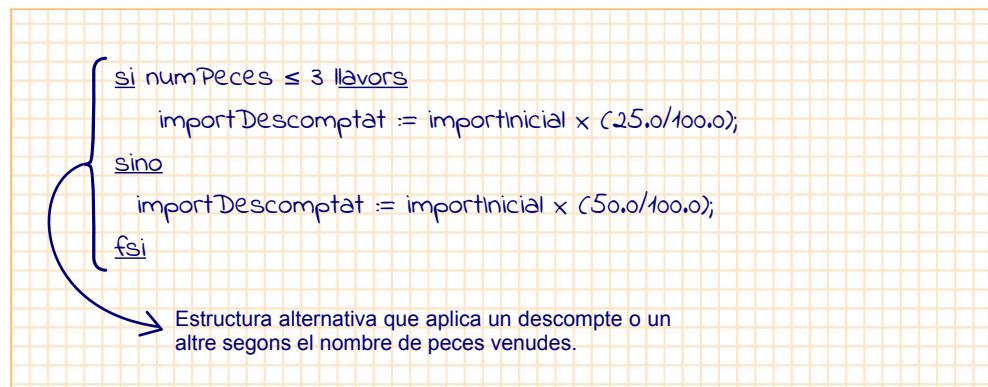 si numPeces ≤ 3 llavors
importDescomptat := importInicial × (25.0/100.0);
sino
importDescomptat := importInicial × (50.0/100.0);
fsi
Estructura alternativa que aplica un descompte o un
altre segons el nombre de peces venudes.